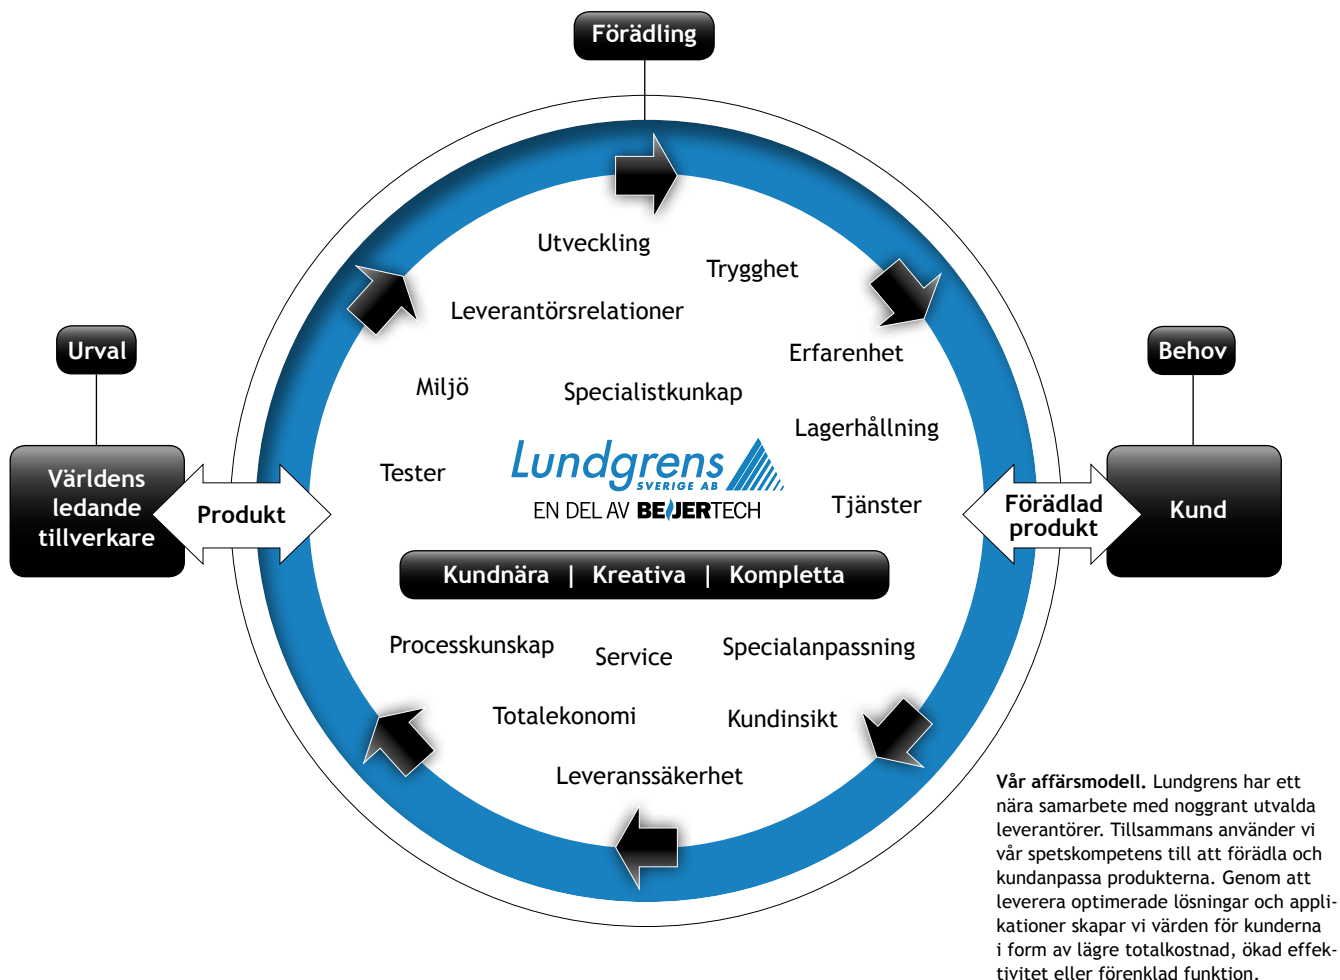 Förädling
Utveckling
Trygghet
Leverantörsrelationer
Urval
Erfarenhet
Behov
Miljö
Specialistkunkap
Lagerhållning
Världens
ledande
tillverkare
Produkt
Tester
Lundgrens
SVERIGE AB
EN DEL AV BEIJERTECH
Tjänster
Förädlad
produkt
Kund
Kundnära | Kreativa | Kompletta
Processkunskap
Service
Specialanpassning
Totalekonomi
Kundinsikt
Leveranssäkerhet
Vår affärsmodell. Lundgrens har ett
nära samarbete med noggrant utvalda
leverantörer. Tillsammans använder vi
vår spetskompetens till att förädla och
kundanpassa produkterna. Genom att
leverera optimerade lösningar och appli-
kationer skapar vi värden för kunderna
i form av lägre totalkostnad, ökad effek-
tivitet eller förenklad funktion.